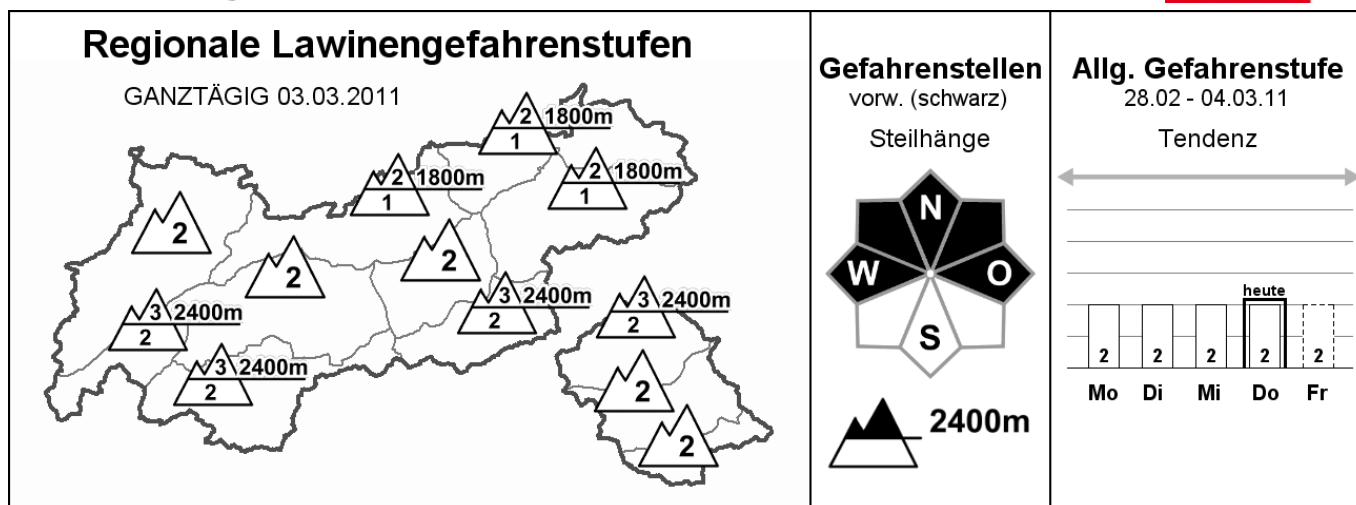 Regionale Lawinengefahrenstufen
GANZTÄGIG 03.03.2011
2 1800m
1
2 1800m
1
2 1800m
1
2
2
2
3 2400m
2
3 2400m
2
3 2400m
2
3 2400m
2
2
2
Gefahrenstellen
vorw. (schwarz)
Steilhänge
N
W O
S
2400m
Allg. Gefahrenstufe
28.02 - 04.03.11
Tendenz
heute
2 2 2 2 2
Mo Di Mi Do Fr